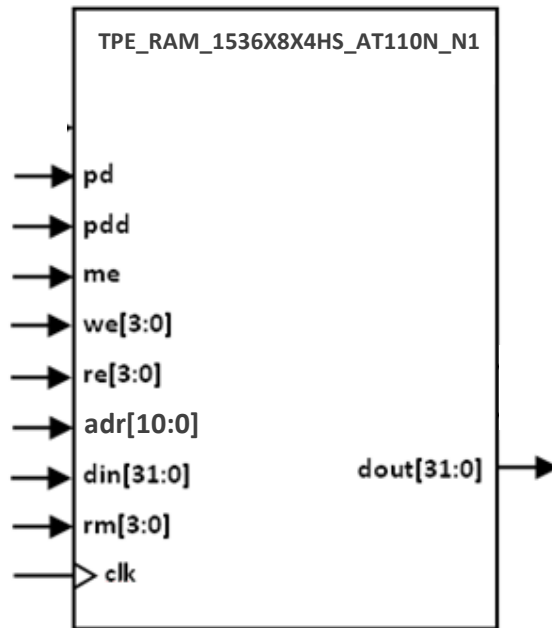 TPE_RAM_1536X8X4HS_AT110N_N1
pd
pdd
me
we[3:0]
re[3:0]
adr[10:0]
din[31:0]
dout[31:0]
rm[3:0]
clk